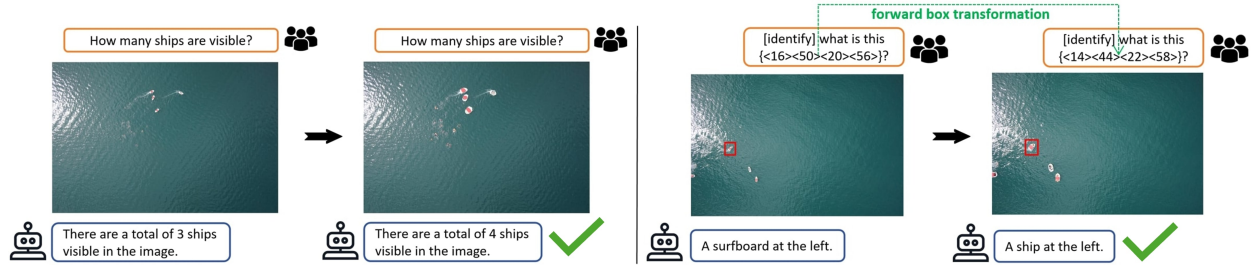 How many ships are visible?
There are a total of 3 ships
visible in the image.
How many ships are visible?
There are a total of 4 ships
visible in the image.
forward box transformation
[identify] what is this
{<16><50><20><56>}?
A surfboard at the left.
[identify] what is this
{<14><44><22><58>}?
A ship at the left.